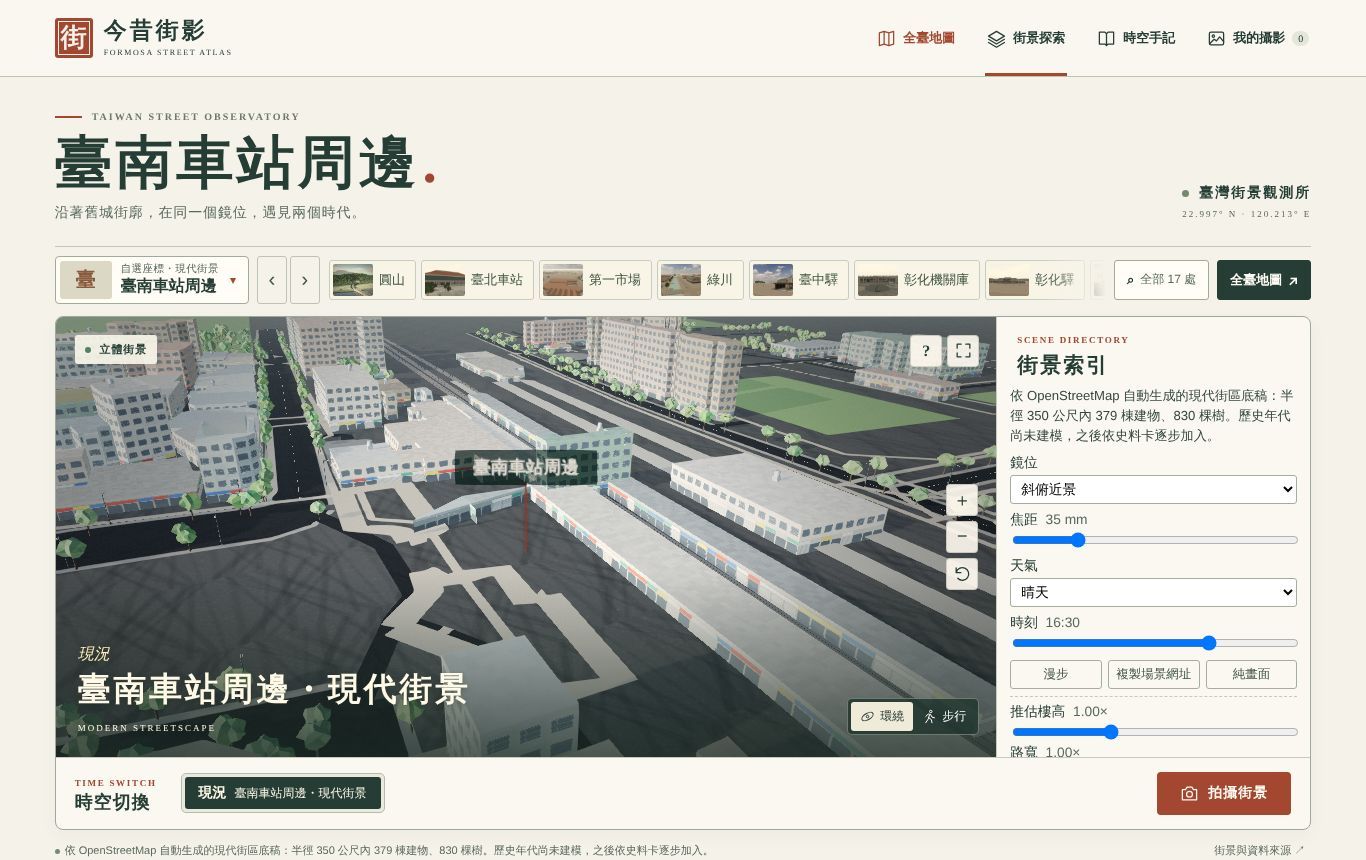 街
今昔街影
FORMOSA STREET ATLAS
全臺地圖
街景探索
時空手記
我的攝影 0
TAIWAN STREET OBSERVATORY
臺南車站周邊.
沿著舊城街廓，在同一個鏡位，遇見兩個時代。
臺灣街景觀測所
22.997° N · 120.213° E
臺
自選座標・現代街景
臺南車站周邊
圓山
臺北車站
第一市場
綠川
臺中驛
彰化機關庫
彰化驛
全部 17 處
全臺地圖 ↗
立體街景
?
臺南車站周邊
+
−
現況
臺南車站周邊・現代街景
MODERN STREETSCAPE
環繞
步行
SCENE DIRECTORY
街景索引
依 OpenStreetMap 自動生成的現代街區底稿：半
徑 350 公尺內 379 棟建物、830 棵樹。歷史年代
尚未建模，之後依史料卡逐步加入。
鏡位
斜俯近景
焦距 35 mm
天氣
晴天
時刻 16:30
漫步
複製場景網址
純畫面
推估樓高 1.00×
路寬 1.00×
TIME SWITCH
時空切換
現況 臺南車站周邊・現代街景
拍攝街景
依 OpenStreetMap 自動生成的現代街區底稿：半徑 350 公尺內 379 棟建物、830 棵樹。歷史年代尚未建模，之後依史料卡逐步加入。
街景與資料來源 ↗